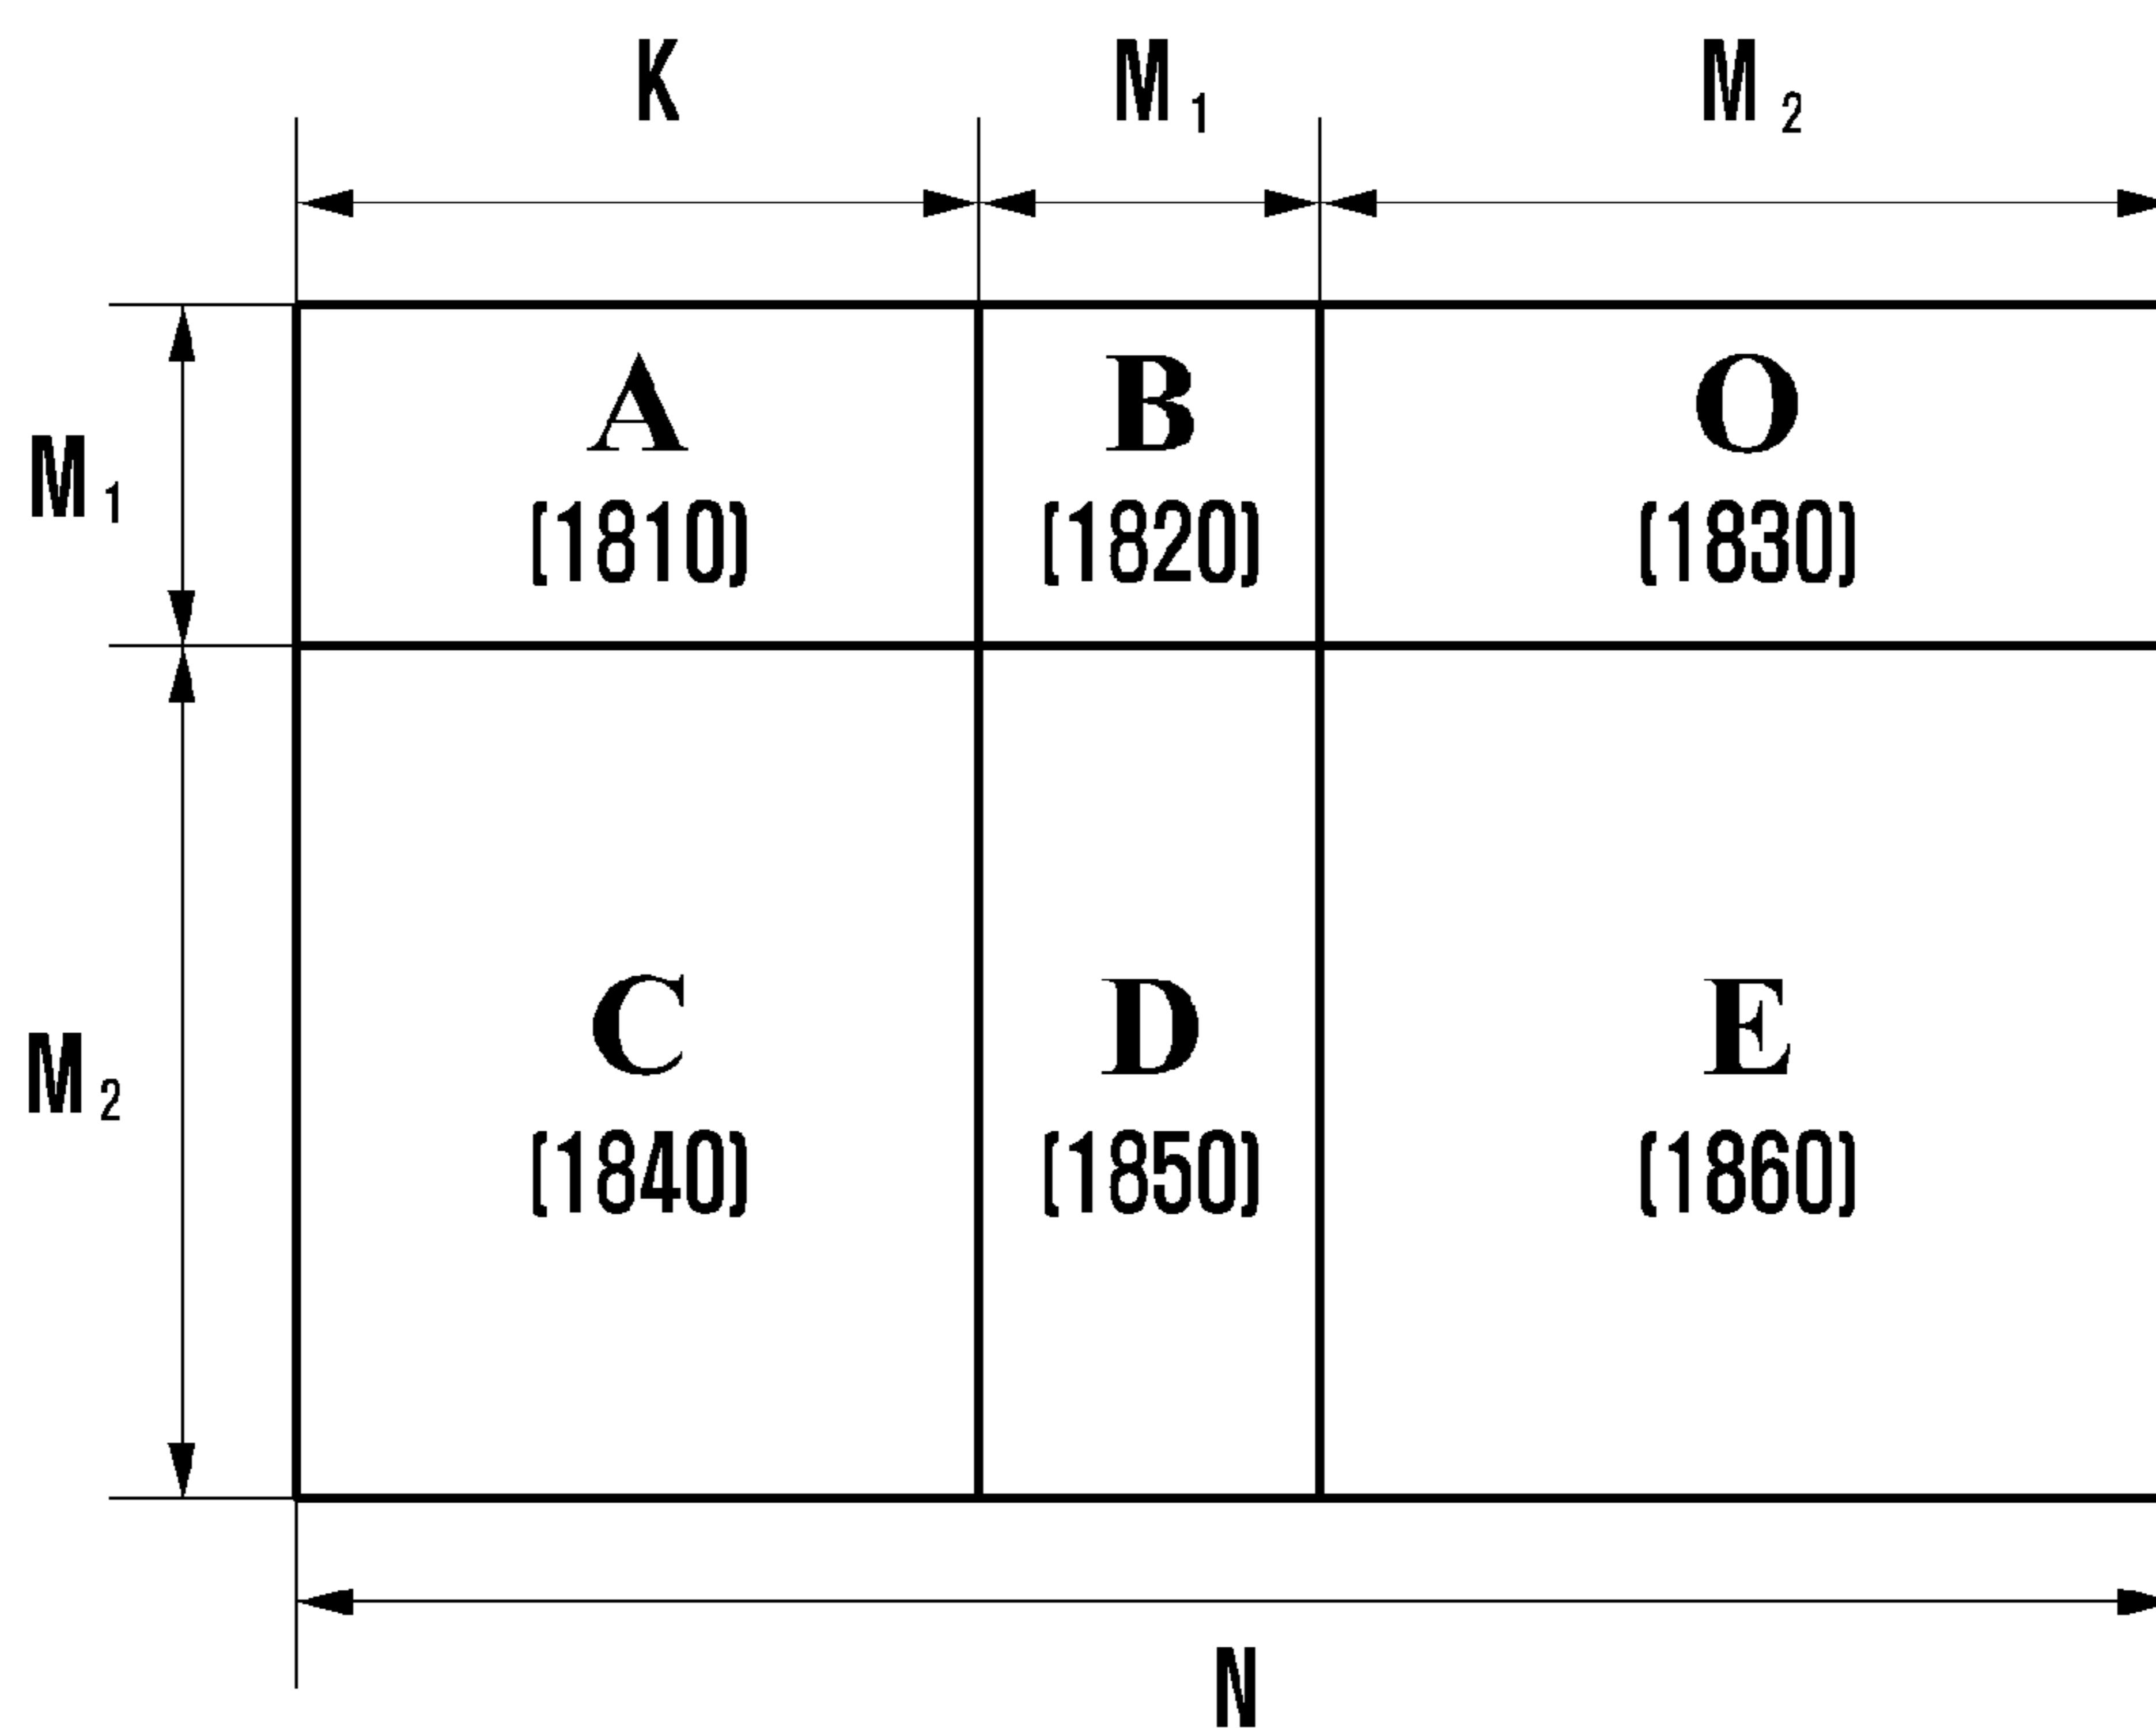 K M1 M2
A B O
M1 (1810) (1820) (1830)
C D E
M2 (1840) (1850) (1860)
N